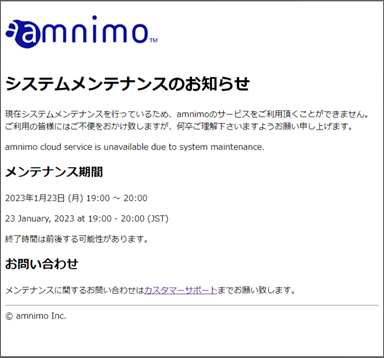 amnimo™
システムメンテナンスのお知らせ
現在システムメンテナンスを行っているため、amnimoのサービスをご利用頂くことができません。
ご利用の皆様にはご不便をおかけ致しますが、何卒ご理解下さいますようお願い申し上げます。
amnimo cloud service is unavailable due to system maintenance.
メンテナンス期間
2023年1月23日 (月) 19:00 ～ 20:00
23 January, 2023 at 19:00 - 20:00 (JST)
終了時間は前後する可能性があります。
お問い合わせ
メンテナンスに関するお問い合わせはカスタマーサポートまでお願い致します。
© amnimo Inc.